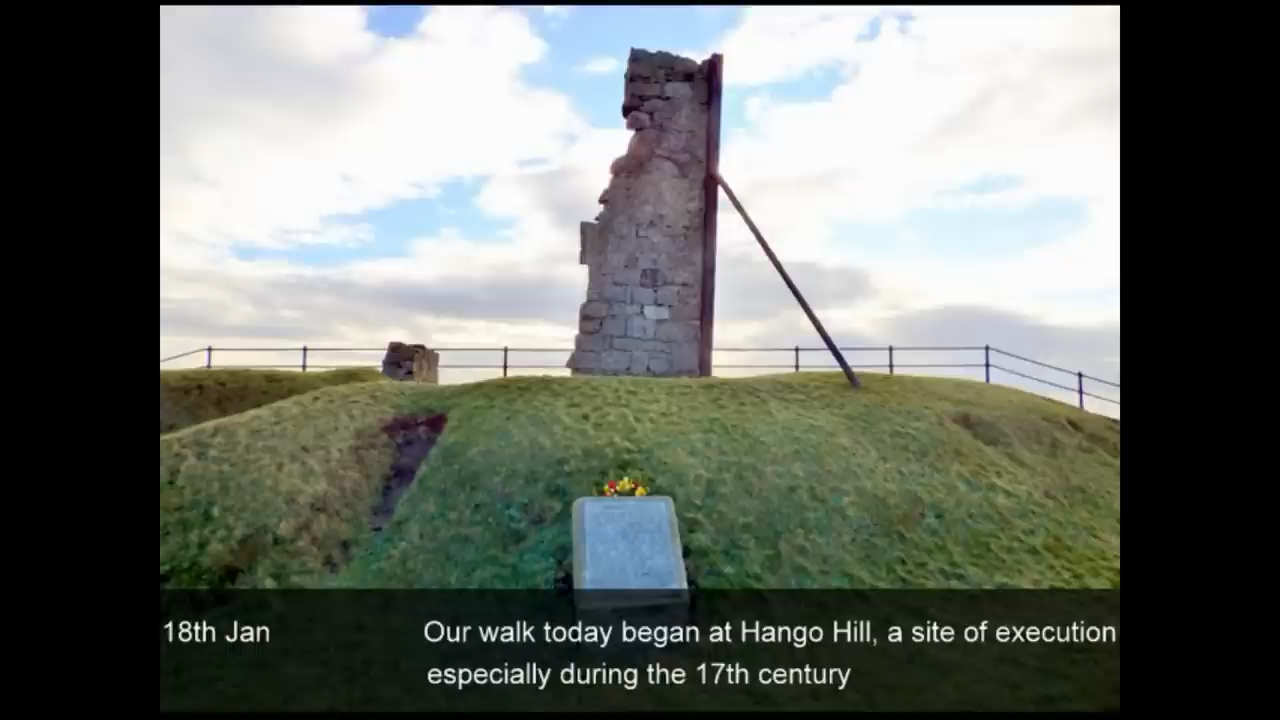 18th Jan Our walk today began at Hango Hill, a site of execution
especially during the 17th century